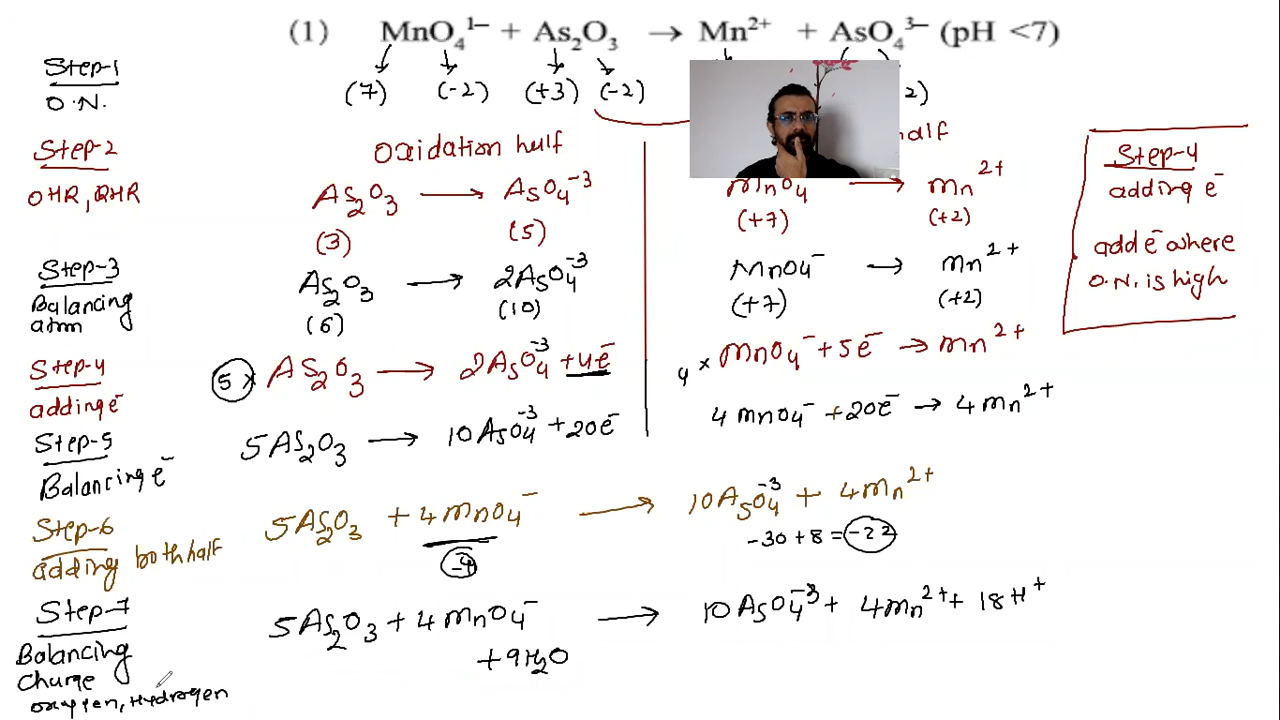 (1) MnO₄¹⁻ + As₂O₃ → Mn²⁺ + AsO₄³⁻ (pH <7)
Step-1
O.N.
(7) (-2) (+3) (-2) 2)
Step-2
OHR, RHR
oxidation half alf
As₂O₃ → AsO₄⁻³
(3) (5)
MnO₄ → Mn²⁺
(+7) (+2)
Step-4
adding e⁻
add e⁻ where
O.N. is high
Step-3
Balancing
atom
As₂O₃ → 2AsO₄⁻³
(6) (10)
MnO₄⁻ → Mn²⁺
(+7) (+2)
Step-4
adding e⁻
5× As₂O₃ → 2AsO₄⁻³ +4e⁻
4 × MnO₄⁻ + 5e⁻ → Mn²⁺
Step-5
Balancing e⁻
5As₂O₃ → 10AsO₄⁻³ + 20e⁻
4 MnO₄⁻ + 20e⁻ → 4Mn²⁺
Step-6
adding both half
5As₂O₃ + 4MnO₄⁻ → 10AsO₄⁻³ + 4Mn²⁺
-4
-30 + 8 = -22
Step-7
Balancing
Charge
oxygen, Hydrogen
5As₂O₃ + 4MnO₄⁻ → 10AsO₄⁻³ + 4Mn²⁺ + 18H⁺
+9H₂O